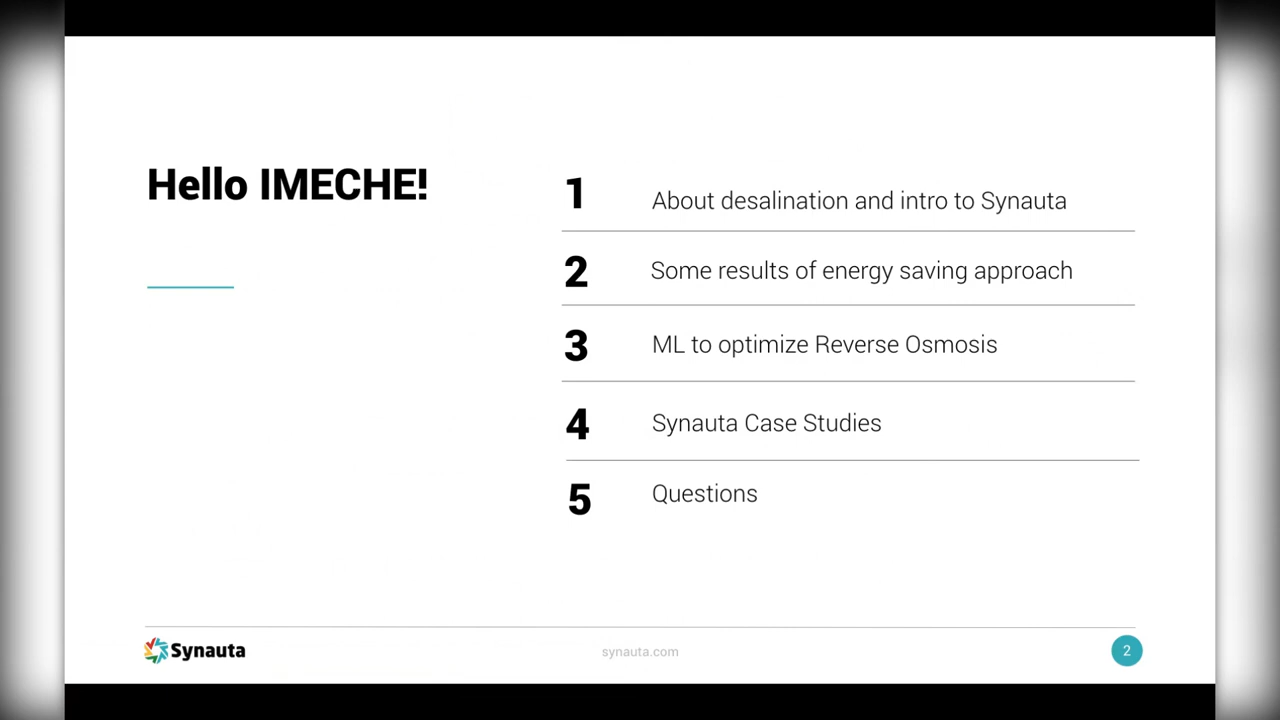 Hello IMECHE!
1 About desalination and intro to Synauta
2 Some results of energy saving approach
3 ML to optimize Reverse Osmosis
4 Synauta Case Studies
5 Questions
Synauta
synauta.com
2